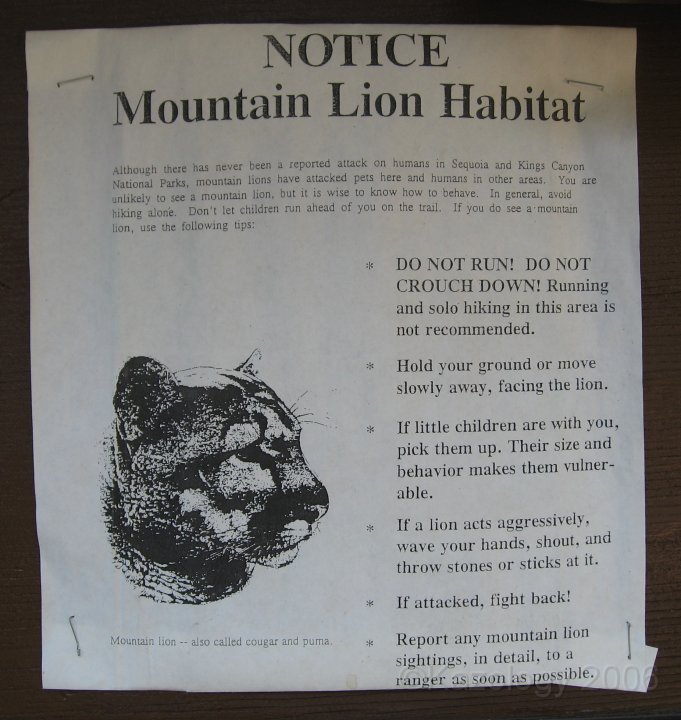 NOTICE
Mountain Lion Habitat
Although there has never been a reported attack on humans in Sequoia and Kings Canyon
National Parks, mountain lions have attacked pets here and humans in other areas. You are
unlikely to see a mountain lion, but it is wise to know how to behave. In general, avoid
hiking alone. Don't let children run ahead of you on the trail. If you do see a mountain
lion, use the following tips:
* DO NOT RUN! DO NOT
CROUCH DOWN! Running
and solo hiking in this area is
not recommended.
* Hold your ground or move
slowly away, facing the lion.
* If little children are with you,
pick them up. Their size and
behavior makes them vulner-
able.
* If a lion acts aggressively,
wave your hands, shout, and
throw stones or sticks at it.
* If attacked, fight back!
* Report any mountain lion
sightings, in detail, to a
ranger as soon as possible.
Mountain lion -- also called cougar and puma.
2006